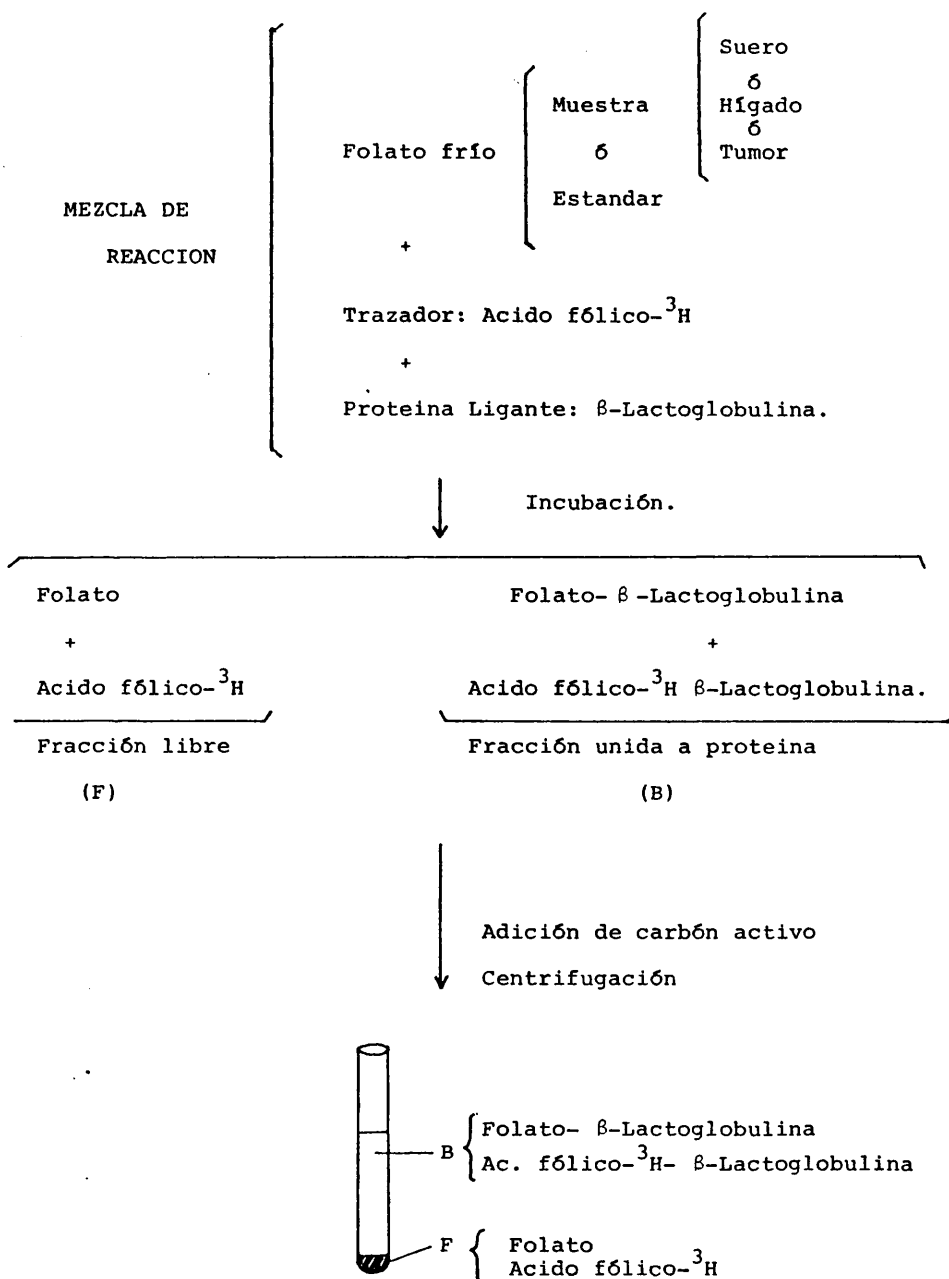 Suero
ó
Muestra Hígado
ó
Folato frío ó Tumor
Estandar
MEZCLA DE
REACCION
+
Trazador: Acido fólico-³H
+
Proteina Ligante: β-Lactoglobulina.
Incubación.
Folato Folato- β -Lactoglobulina
+ +
Acido fólico-³H Acido fólico-³H β-Lactoglobulina.
Fracción libre Fracción unida a proteina
(F) (B)
Adición de carbón activo
Centrifugación
Folato- β-Lactoglobulina
B
Ac. fólico-³H- β-Lactoglobulina
F Folato
Acido fólico-³H